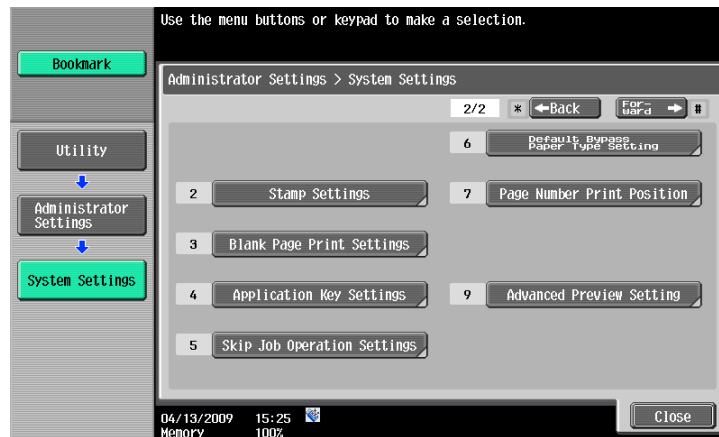 Use the menu buttons or keypad to make a selection.
Bookmark
Administrator Settings > System Settings
2/2 * ←Back For-
ward → #
Utility
Administrator
Settings
System Settings
6 Default Bypass
Paper Type Setting
2 Stamp Settings
7 Page Number Print Position
3 Blank Page Print Settings
4 Application Key Settings
9 Advanced Preview Setting
5 Skip Job Operation Settings
04/13/2009 15:25
Memory 100%
Close